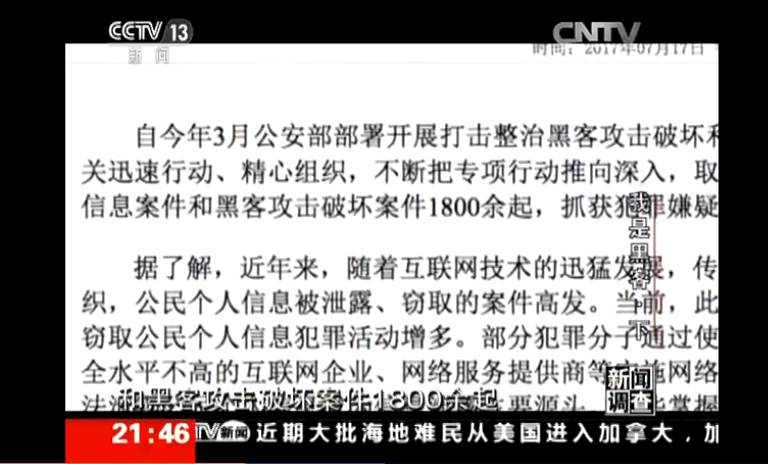 CCTV 13
新闻
CNTV
时间：2017年07月17日
自今年3月公安部部署开展打击整治黑客攻击破坏和
关迅速行动、精心组织，不断把专项行动推向深入，取
信息案件和黑客攻击破坏案件1800余起，抓获犯罪嫌疑
据了解，近年来，随着互联网技术的迅猛发展，传
织，公民个人信息被泄露、窃取的案件高发。当前，此
窃取公民个人信息犯罪活动增多。部分犯罪分子通过使
全水平不高的互联网企业、网络服务提供商等实施网络
我是黑客·下
新闻
调查
和黑客攻击破坏案件1800余起
21:46
TV新闻
近期大批海地难民从美国进入加拿大，加